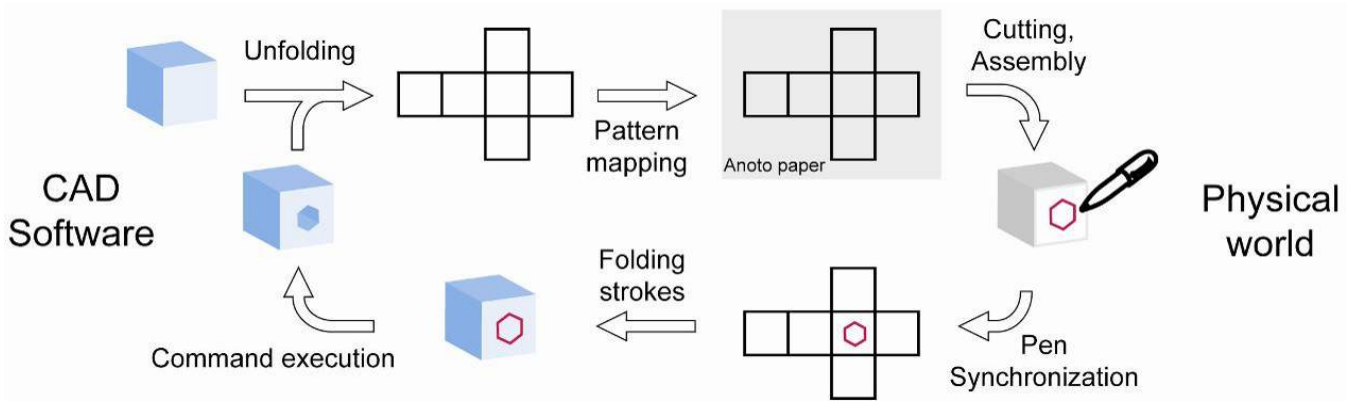 Unfolding
Pattern
mapping
Anoto paper
Cutting,
Assembly
CAD
Software
Physical
world
Pen
Synchronization
Folding
strokes
Command execution